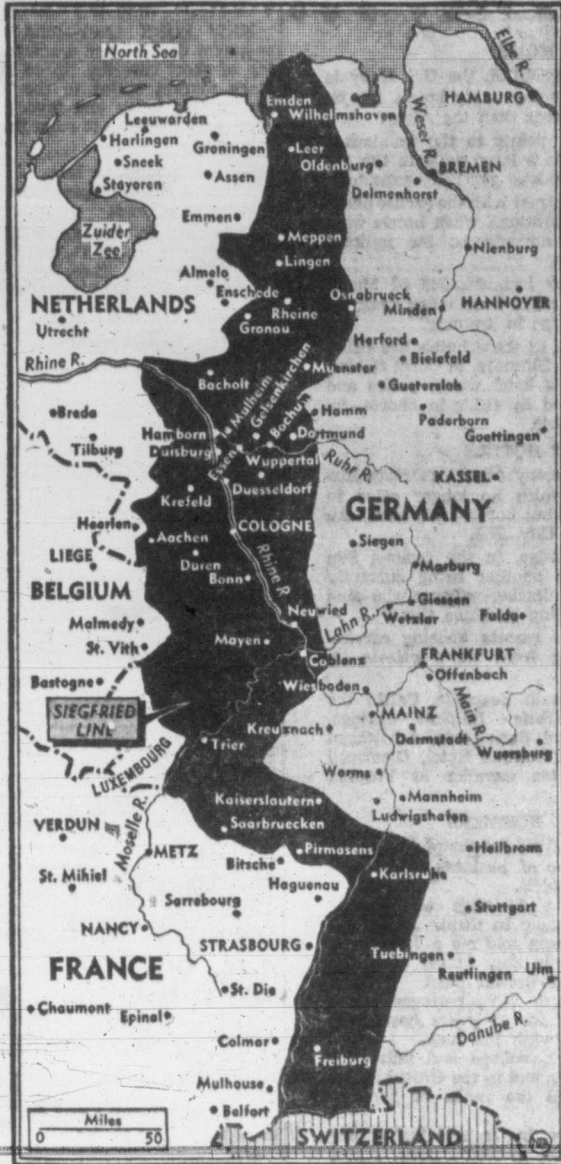 North Sea
Elbe R.
HAMBURG
Emden
Wilhelmshaven
Weser R.
Leeuwarden
Harlingen
Groningen
Leer
Sneek
Oldenburg
BREMEN
Assen
Stavoren
Delmenhorst
Emmen
Zuider
Zee
Meppen
Nienburg
Lingen
Almelo
Enschede
Osnabrueck
HANNOVER
NETHERLANDS
Rheine
Minden
Gronau
Utrecht
Herford
Rhine R.
Muenster
Bielefeld
Bocholt
Mulheim
Gelsenkirchen
Guetersloh
Breda
Bochum
Hamm
Paderborn
Hamborn
Dortmund
Goettingen
Tilburg
Duisburg
Essen
Wuppertal
Ruhr R.
KASSEL
Krefeld
Duesseldorf
GERMANY
Heerlen
COLOGNE
Aachen
Siegen
LIEGE
Duren
Rhine R.
Marburg
BELGIUM
Bonn
Giessen
Neuwied
Lahn R.
Wetzlar
Fulda
Malmedy
Mayen
St. Vith
Coblenz
FRANKFURT
Bastogne
Wiesbaden
Offenbach
SIEGFRIED
LINE
MAINZ
Main R.
Kreuznach
Darmstadt
Trier
Wuersburg
LUXEMBOURG
Worms
Kaiserslautern
Mannheim
Moselle R.
Ludwigshafen
VERDUN
Saarbruecken
METZ
Pirmasens
Heilbronn
Bitsche
St. Mihiel
Karlsruhe
Haguenau
Sarrebourg
Stuttgart
NANCY
STRASBOURG
Tuebingen
FRANCE
Reutlingen
Ulm
St. Die
Chaumont
Epinal
Danube R.
Colmar
Freiburg
Mulhouse
Belfort
Miles
0 50
SWITZERLAND